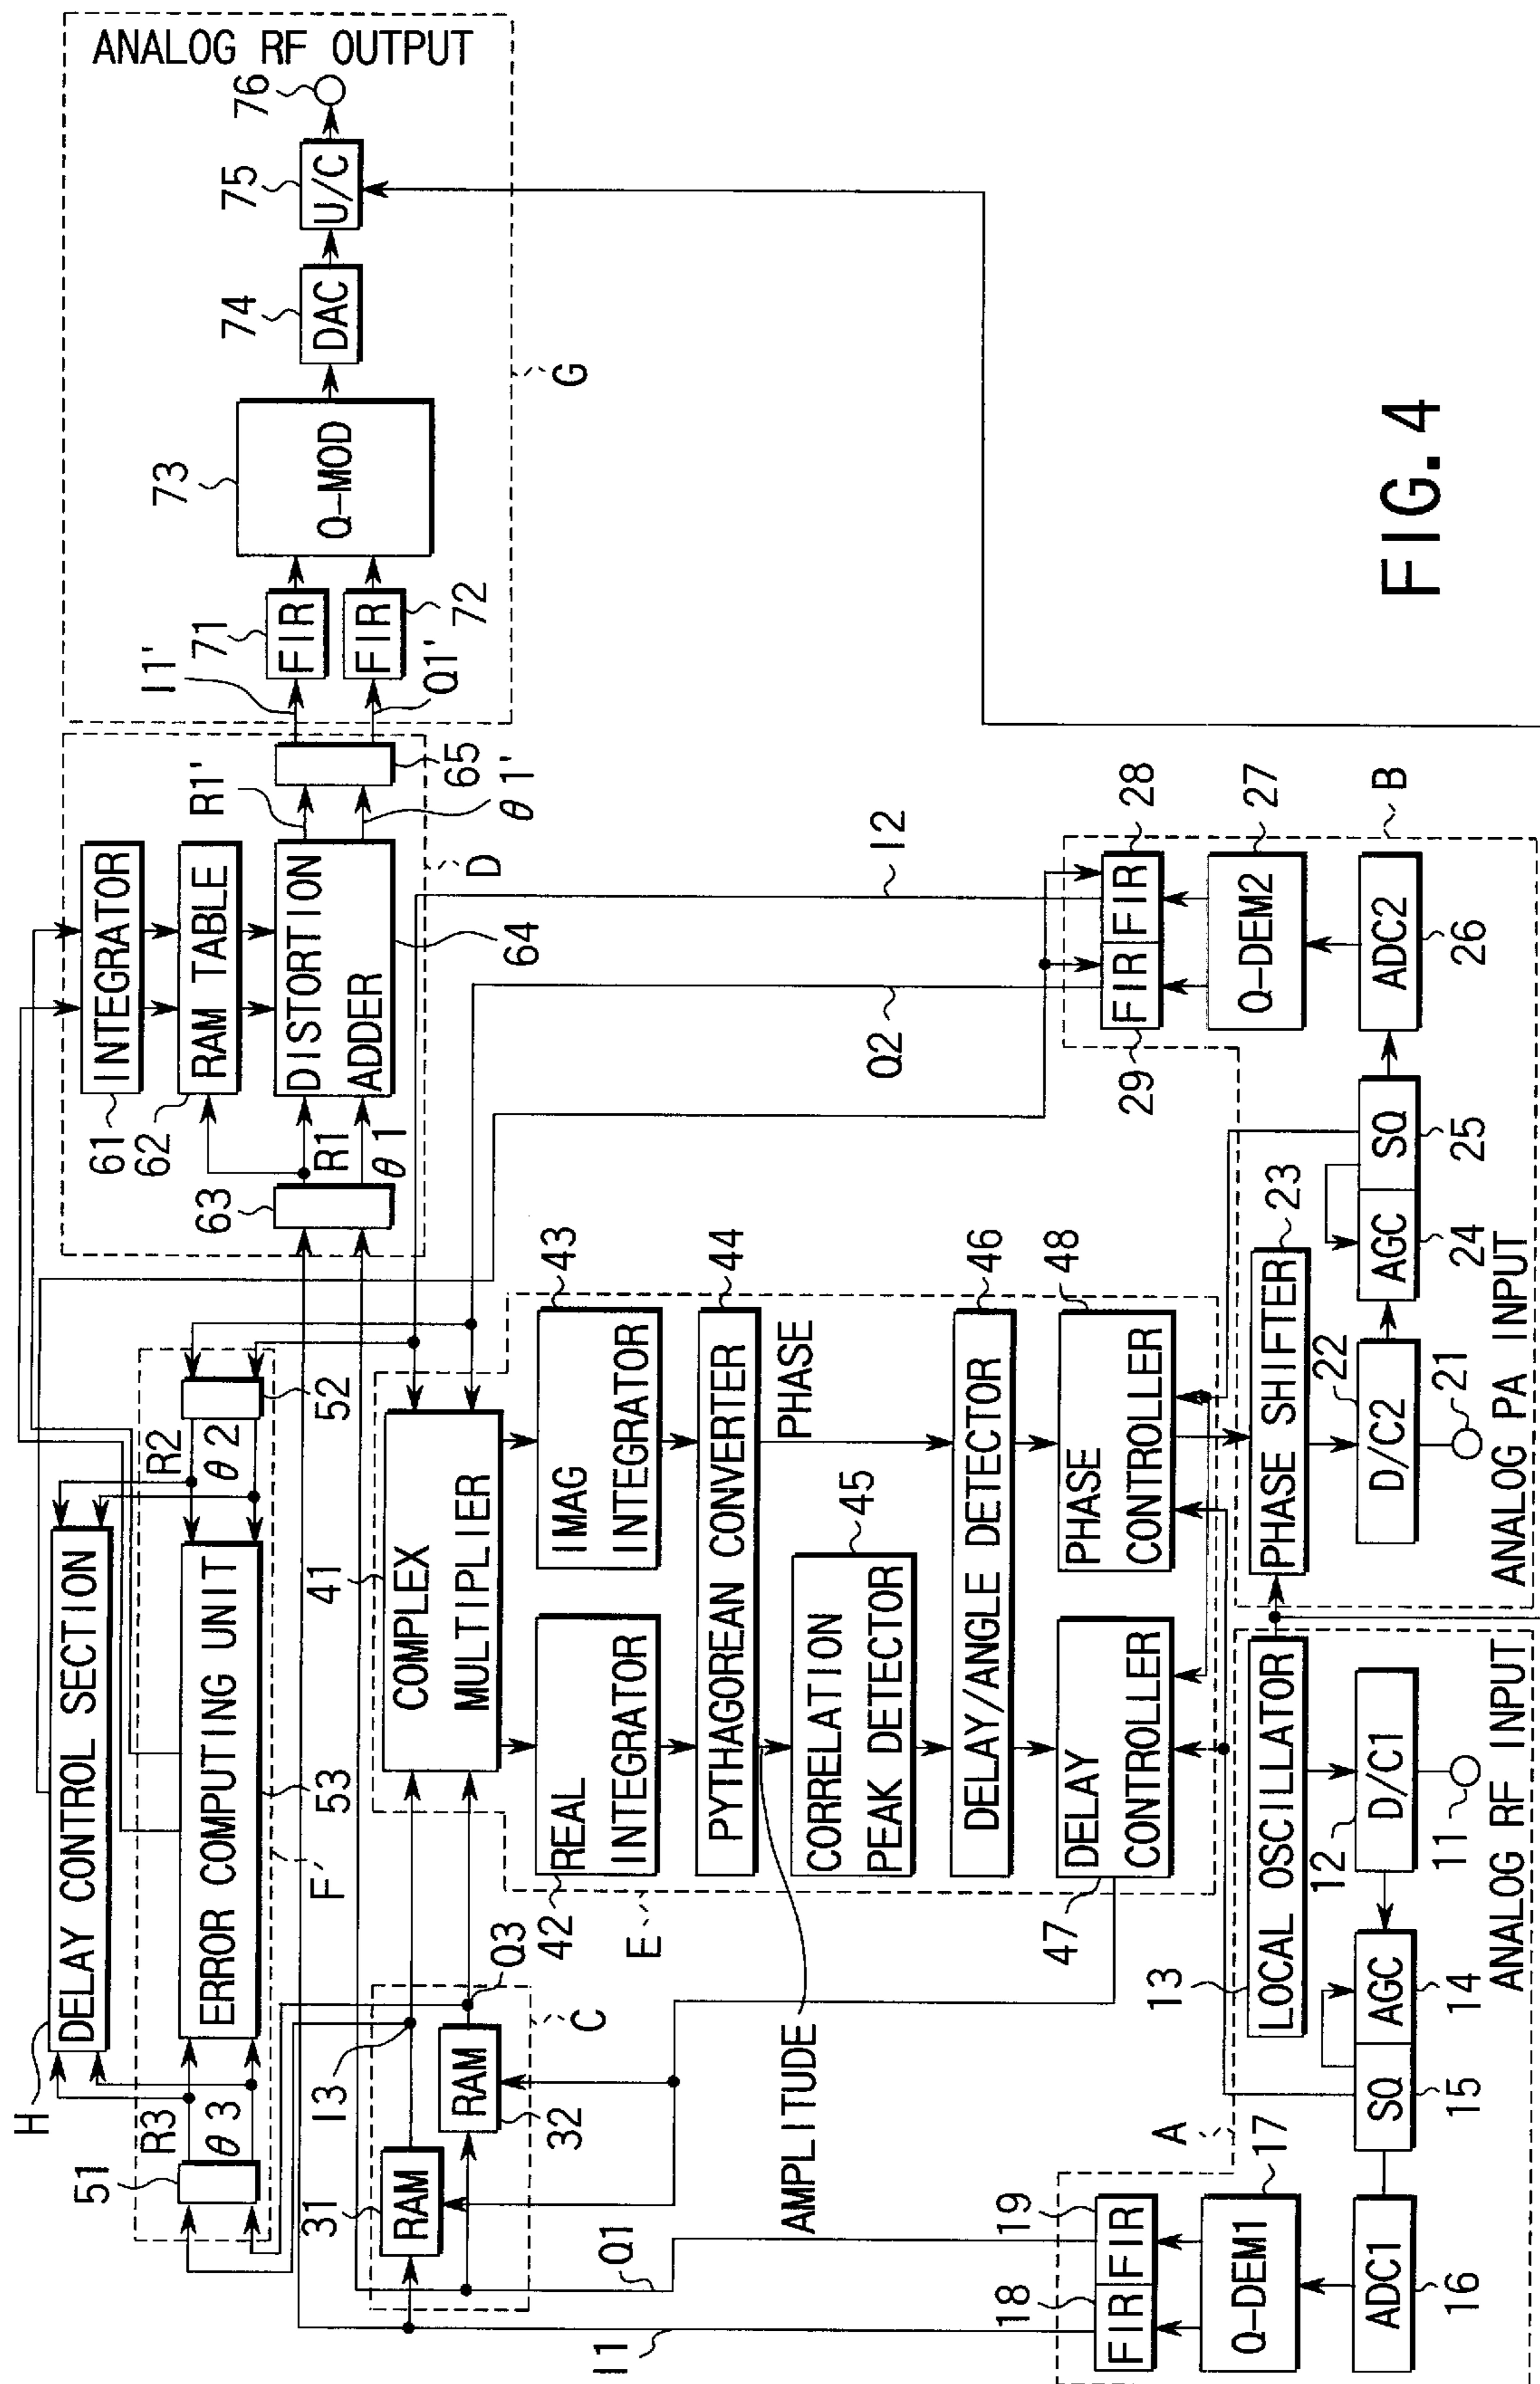 FIG. 4
H
DELAY CONTROL SECTION
51
R3
θ3
ERROR COMPUTING UNIT
53
F
R2
θ2
52
INTEGRATOR
61
RAM TABLE
62
63
R1
θ1
DISTORTION
ADDER
64
D
R1'
θ1'
65
I1'
Q1'
71
FIR
FIR
72
73
Q-MOD
74
DAC
75
U/C
76
ANALOG RF OUTPUT
G
31
RAM
RAM
32
I3
Q3
C
41
COMPLEX
MULTIPLIER
REAL
INTEGRATOR
42
IMAG
INTEGRATOR
43
PYTHAGOREAN CONVERTER
44
AMPLITUDE
PHASE
CORRELATION
PEAK DETECTOR
45
DELAY/ANGLE DETECTOR
46
DELAY
CONTROLLER
47
PHASE
CONTROLLER
48
E
I1
Q1
Q2
I2
A
18
19
FIR
FIR
Q-DEM1
17
ADC1
16
SQ
15
AGC
14
13
LOCAL OSCILLATOR
12
D/C1
11
ANALOG RF INPUT
PHASE SHIFTER
23
D/C2
22
21
AGC
24
SQ
25
ANALOG PA INPUT
29
FIR
FIR
28
Q-DEM2
27
ADC2
26
B